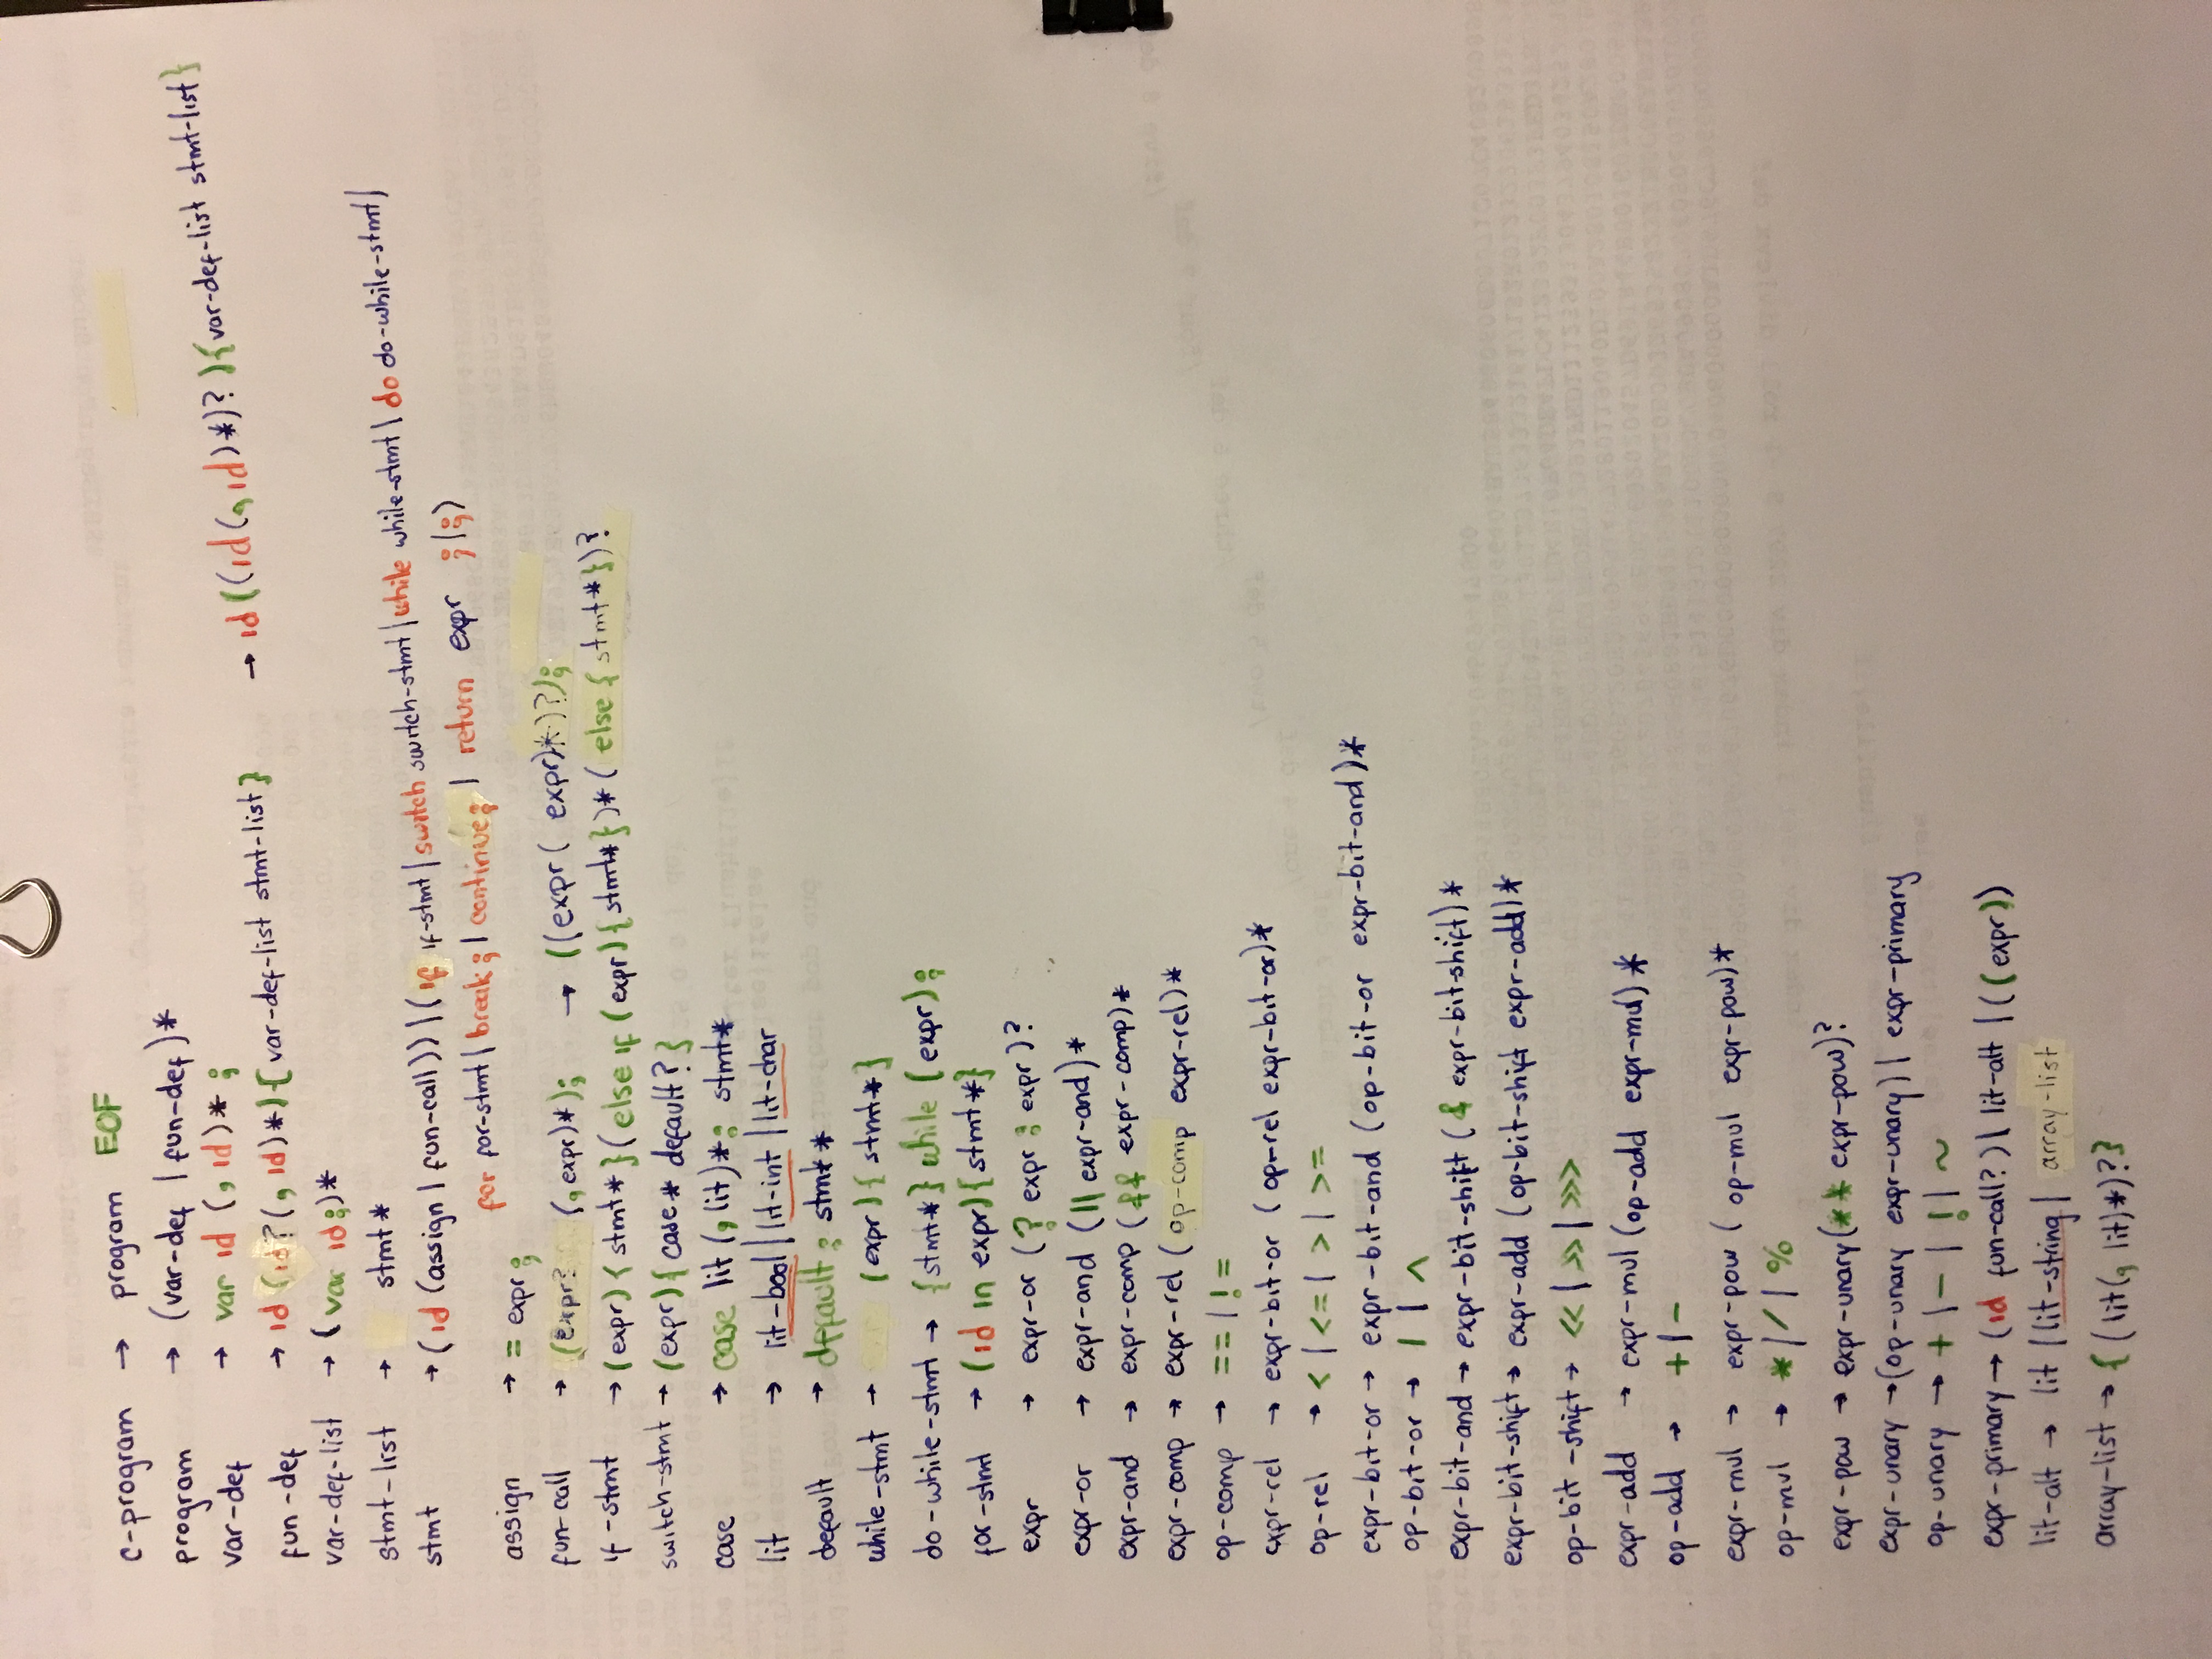 c-program → program EOF
program → (var-def | fun-def)*
var-def → var id (, id)* ;
fun-def → id (id?(, id)*){ var-def-list stmt-list} → id ((id(, id)*)? ){var-def-list stmt-list}
var-def-list → (var id;)*
stmt-list → stmt*
stmt → (id (assign | fun-call)) | (if if-stmt | switch switch-stmt | while while-stmt | do do-while-stmt |
for for-stmt | break ; | continue; | return expr ; | ;)
assign → = expr;
fun-call → (expr? (, expr)*); → ((expr ( expr)*)?);
if-stmt → (expr) { stmt* } (else if (expr) {stmt*})* ( else { stmt*})?
switch-stmt → (expr){ case* default? }
case → case lit (, lit)* : stmt*
lit → lit-bool | lit-int | lit-char
default → default : stmt*
while-stmt → (expr) { stmt*}
do-while-stmt → {stmt*} while (expr);
for-stmt → (id in expr){ stmt*}
expr → expr-or (? expr : expr)?
expr-or → expr-and (|| expr-and)*
expr-and → expr-comp (&& expr-comp)*
expr-comp → expr-rel (op-comp expr-rel)*
op-comp → == | !=
expr-rel → expr-bit-or (op-rel expr-bit-or)*
op-rel → < | <= | > | >=
expr-bit-or → expr-bit-and (op-bit-or expr-bit-and)*
op-bit-or → | | ^
expr-bit-and → expr-bit-shift (& expr-bit-shift)*
expr-bit-shift → expr-add (op-bit-shift expr-add)*
op-bit-shift → << | >> | >>>
expr-add → expr-mul (op-add expr-mul)*
op-add → + | -
expr-mul → expr-pow (op-mul expr-pow)*
op-mul → * | / | %
expr-pow → expr-unary (** expr-pow)?
expr-unary → (op-unary expr-unary) | expr-primary
op-unary → + | - | ! | ~
expr-primary → (id fun-call?) | lit-alt | ((expr))
lit-alt → lit | lit-string | array-list
array-list → { (lit(, lit)*)?}